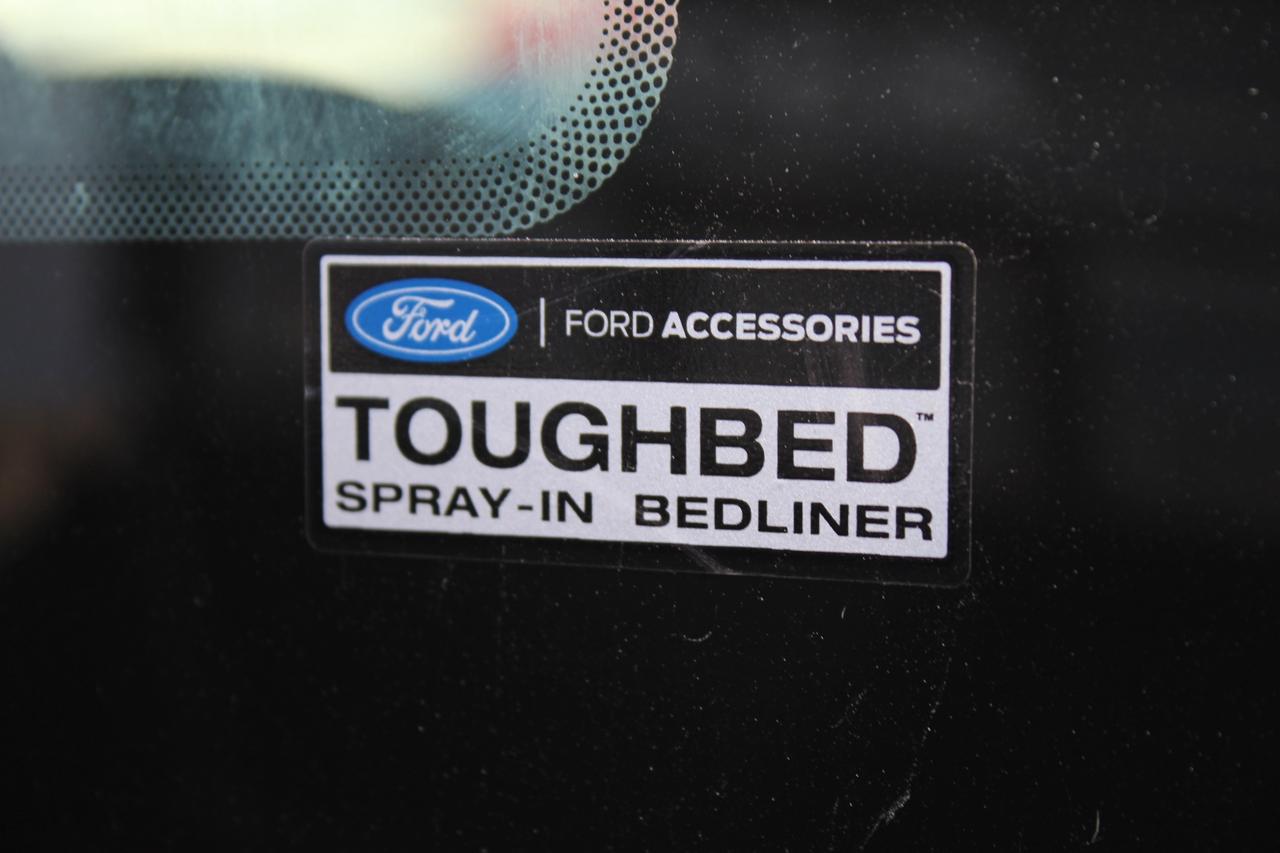 Ford | FORD ACCESSORIES
TOUGHBED™
SPRAY-IN BEDLINER